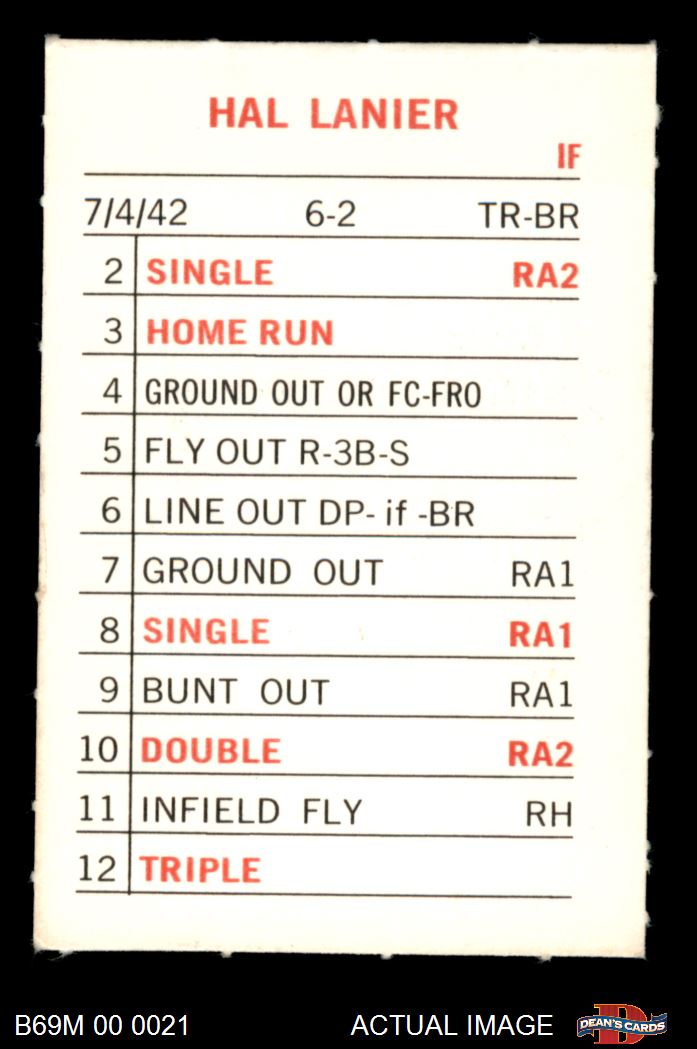 HAL LANIER
IF
7/4/42 6-2 TR-BR
2 SINGLE RA2
3 HOME RUN
4 GROUND OUT OR FC-FRO
5 FLY OUT R-3B-S
6 LINE OUT DP- if -BR
7 GROUND OUT RA1
8 SINGLE RA1
9 BUNT OUT RA1
10 DOUBLE RA2
11 INFIELD FLY RH
12 TRIPLE
B69M 00 0021 ACTUAL IMAGE D DEAN'S CARDS